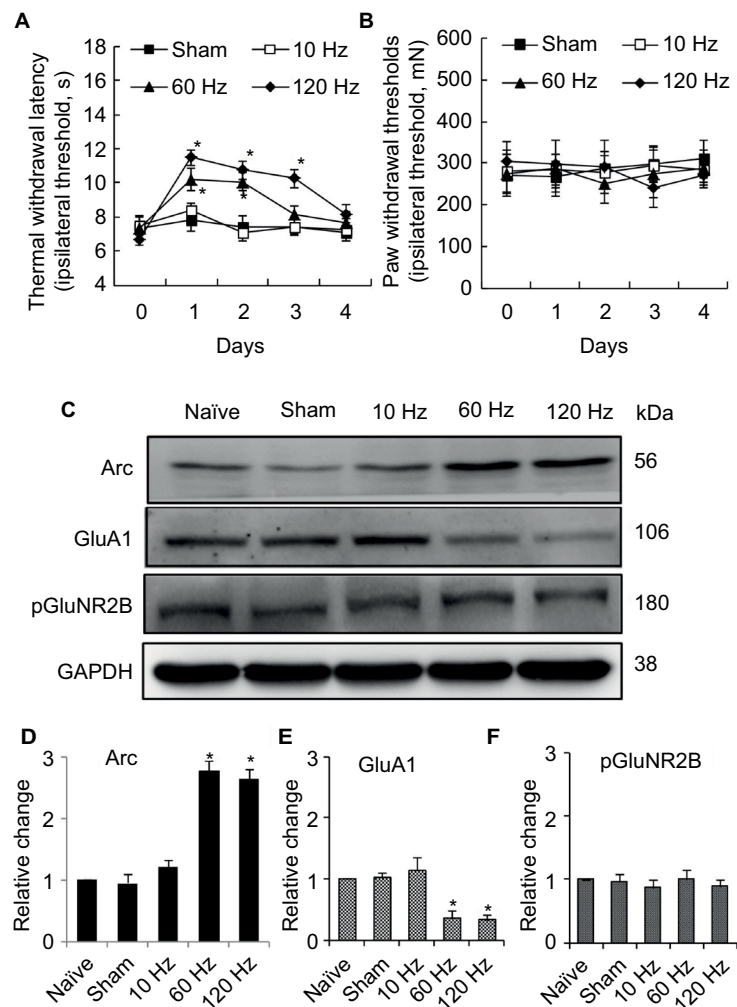 A
Thermal withdrawal latency
(ipsilateral threshold, s)
18
16
14
12
10
8
6
4
Sham
10 Hz
60 Hz
120 Hz
*
*
*
*
*
0 1 2 3 4
Days
B
Paw withdrawal thresholds
(ipsilateral threshold, mN)
600
500
400
300
200
100
0
Sham
10 Hz
60 Hz
120 Hz
0 1 2 3 4
Days
C
Naïve Sham 10 Hz 60 Hz 120 Hz kDa
Arc 56
GluA1 106
pGluNR2B 180
GAPDH 38
D
Arc
Relative change
3
2
1
0
* *
Naïve Sham 10 Hz 60 Hz 120 Hz
E
GluA1
Relative change
3
2
1
0
* *
Naïve Sham 10 Hz 60 Hz 120 Hz
F
pGluNR2B
Relative change
3
2
1
0
Naïve Sham 10 Hz 60 Hz 120 Hz